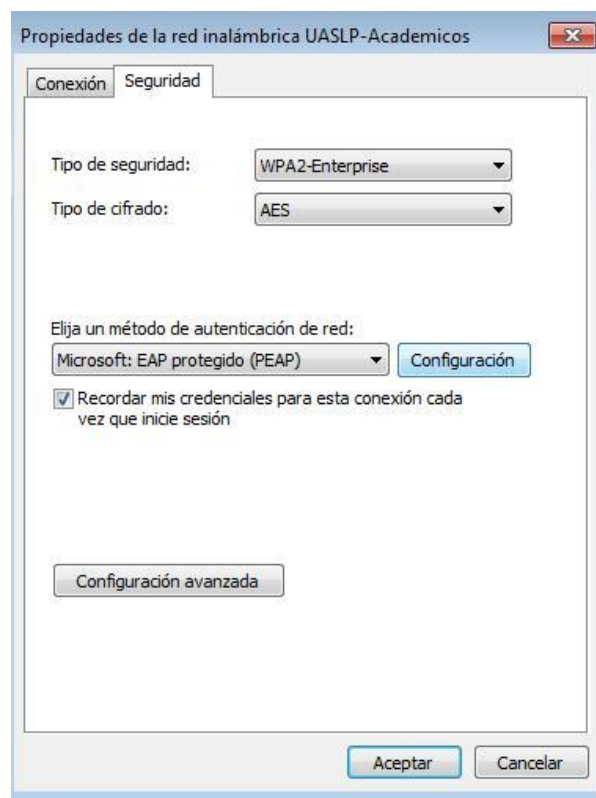 Propiedades de la red inalámbrica UASLP-Academicos
Conexión Seguridad
Tipo de seguridad: WPA2-Enterprise
Tipo de cifrado: AES
Elija un método de autenticación de red:
Microsoft: EAP protegido (PEAP) Configuración
Recordar mis credenciales para esta conexión cada
vez que inicie sesión
Configuración avanzada
Aceptar Cancelar